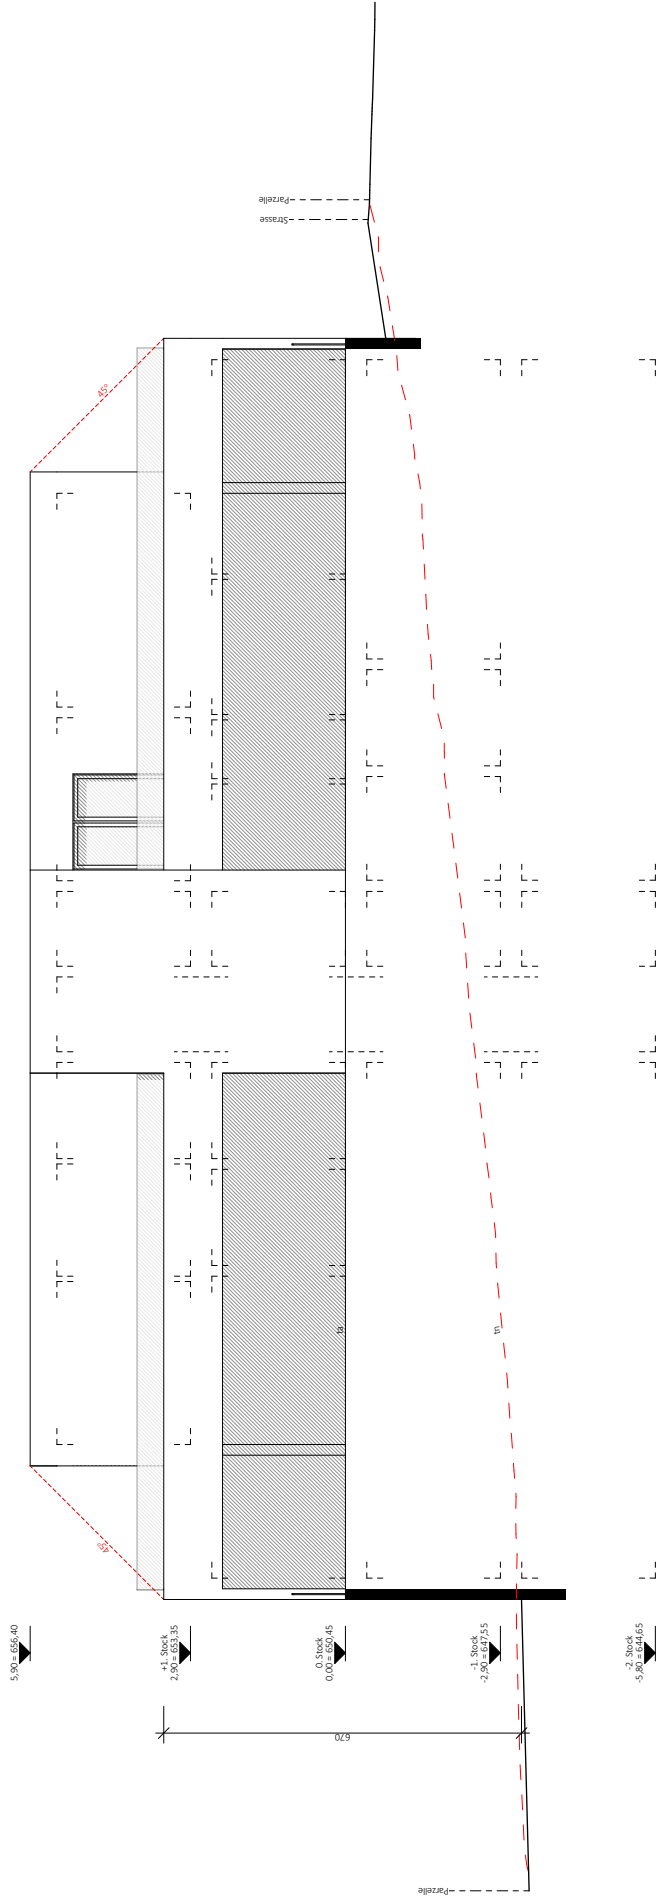 Parzelle
Strasse
45°
ta
tn
45°
5,90 = 656,40
+1. Stock
2,90 = 653,35
0. Stock
0,00 = 650,45
-1. Stock
-2,90 = 647,55
-2. Stock
-5,80 = 644,65
670
Parzelle